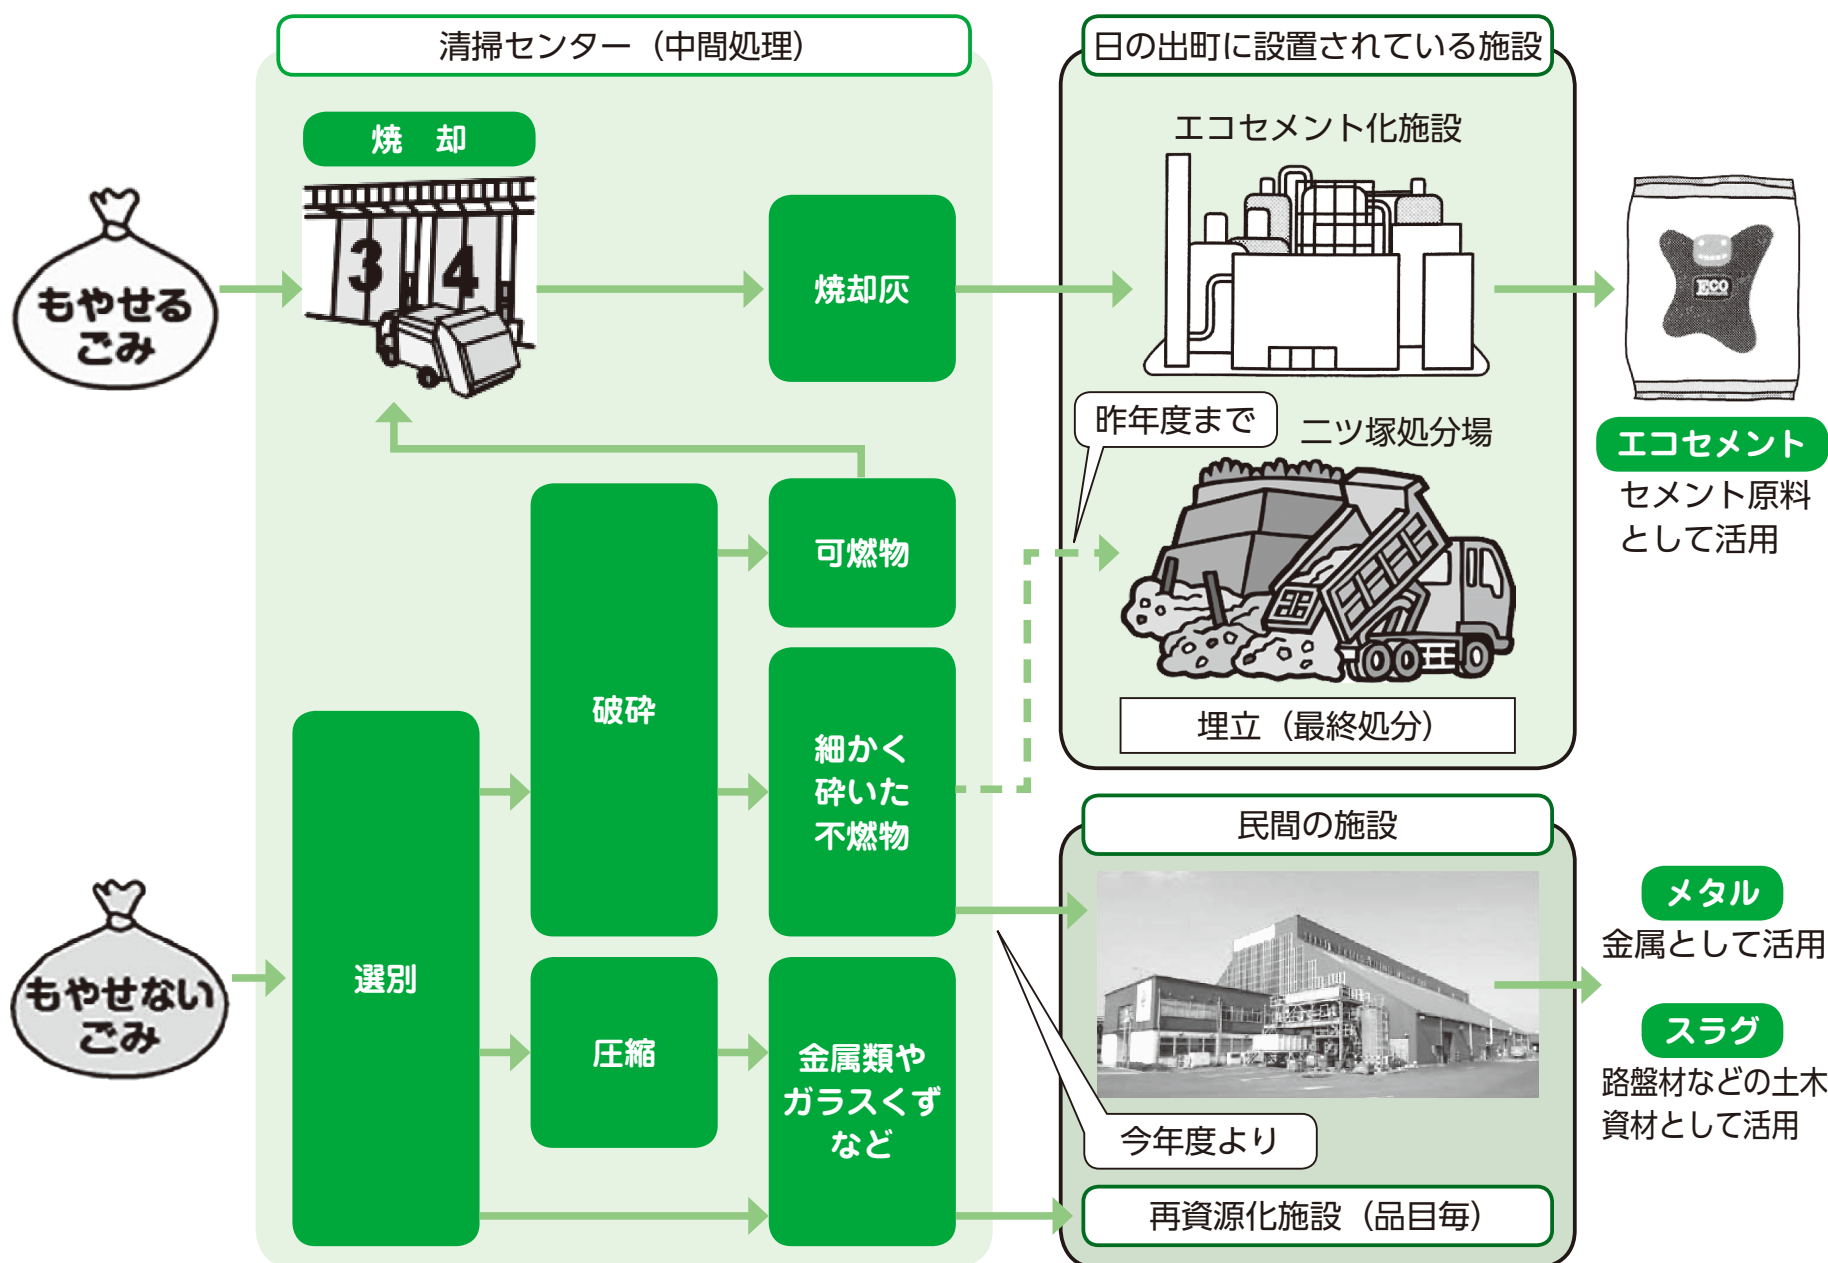 清掃センター（中間処理）
日の出町に設置されている施設
焼　却
エコセメント化施設
3 4
もやせる
ごみ
焼却灰
ECO
昨年度まで
二ツ塚処分場
エコセメント
セメント原料
として活用
可燃物
破砕
細かく
砕いた
不燃物
埋立（最終処分）
民間の施設
もやせない
ごみ
選別
圧縮
金属類や
ガラスくず
など
今年度より
再資源化施設（品目毎）
メタル
金属として活用
スラグ
路盤材などの土木
資材として活用